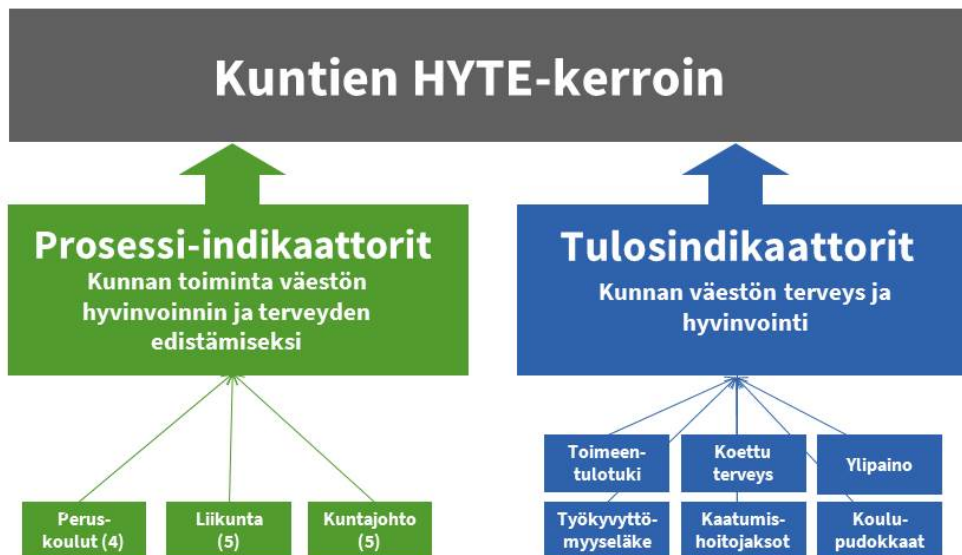 Kuntien HYTE-kerroin
Prosessi-indikaattorit
Kunnan toiminta väestön
hyvinvoinnin ja terveyden
edistämiseksi
Tulosindikaattorit
Kunnan väestön terveys ja
hyvinvointi
Perus-
koulut (4)
Liikunta
(5)
Kuntajohto
(5)
Toimeen-
tulotuki
Koettu
terveys
Ylipaino
Työkyvyttö-
myyseläke
Kaatumis-
hoitojaksot
Koulu-
pudokkaat